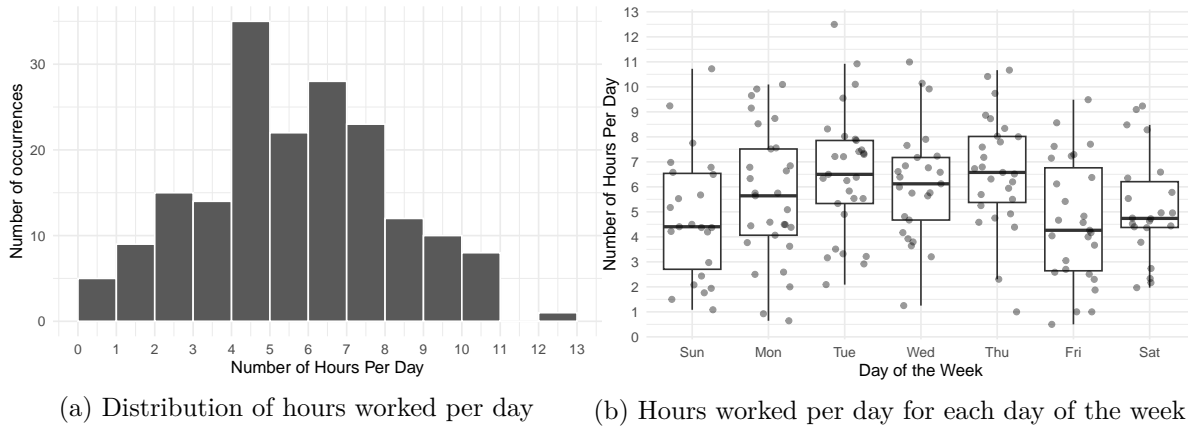 Number of occurrences
30
20
10
0
0 1 2 3 4 5 6 7 8 9 10 11 12 13
Number of Hours Per Day
(a) Distribution of hours worked per day
Number of Hours Per Day
13
12
11
10
9
8
7
6
5
4
3
2
1
0
Sun Mon Tue Wed Thu Fri Sat
Day of the Week
(b) Hours worked per day for each day of the week